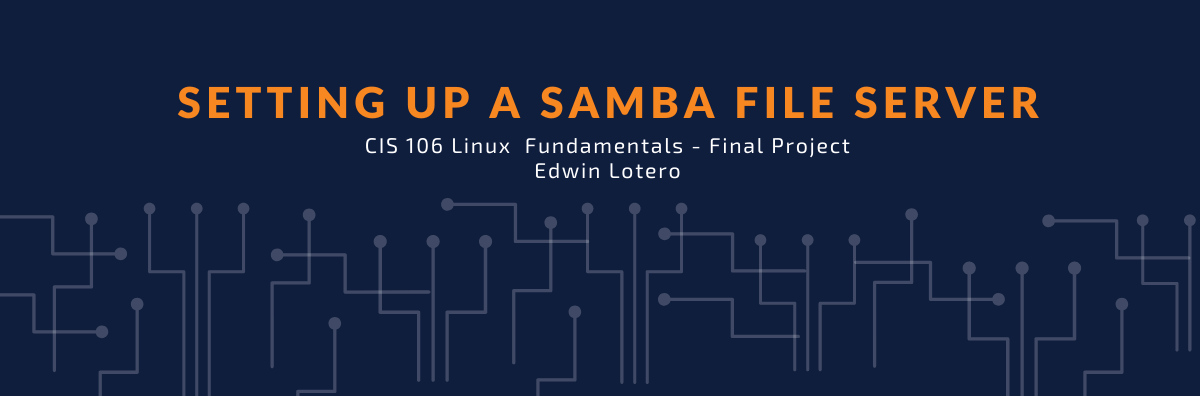 SETTING UP A SAMBA FILE SERVER
CIS 106 Linux  Fundamentals - Final Project
Edwin Lotero